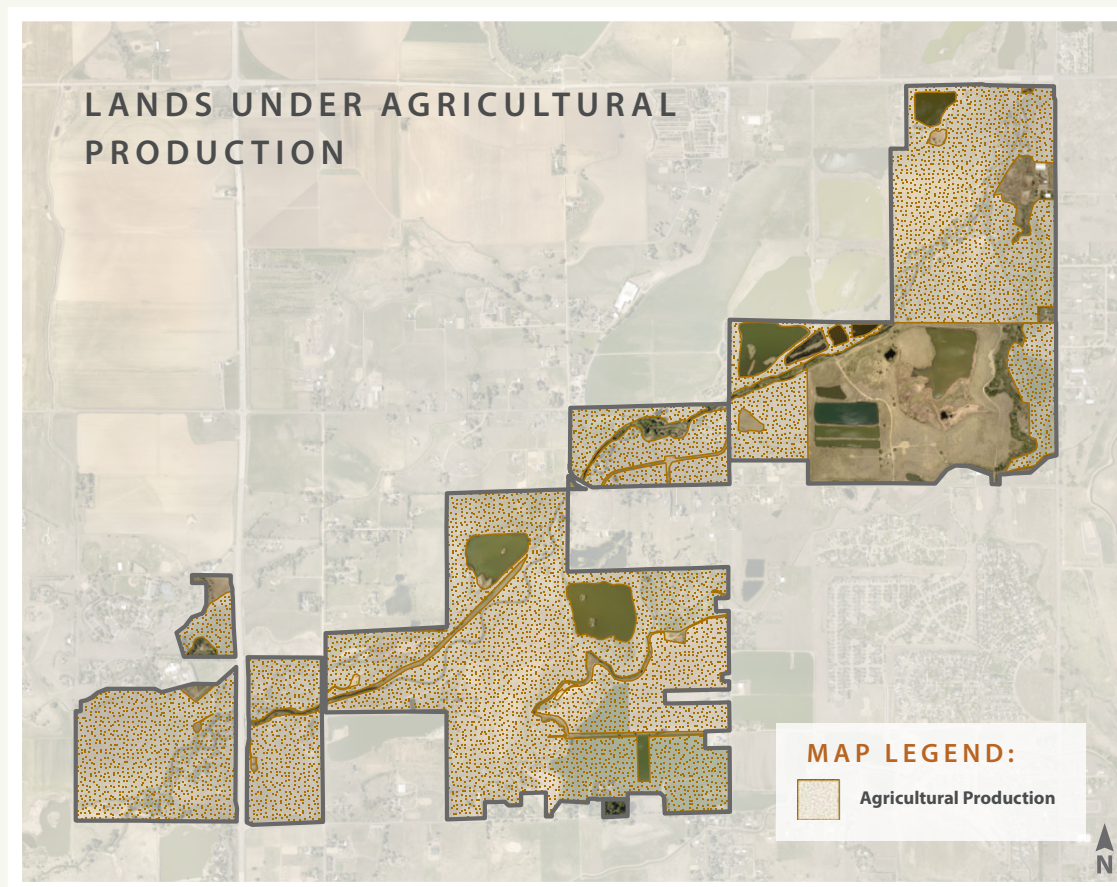 LANDS UNDER AGRICULTURAL
PRODUCTION
MAP LEGEND:
Agricultural Production
N